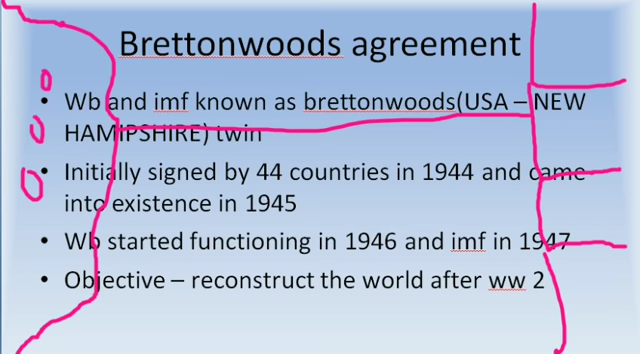 Brettonwoods agreement
• Wb and imf known as brettonwoods(USA – NEW
HAMPSHIRE) twin
• Initially signed by 44 countries in 1944 and came
into existence in 1945
• Wb started functioning in 1946 and imf in 1947
• Objective – reconstruct the world after ww 2